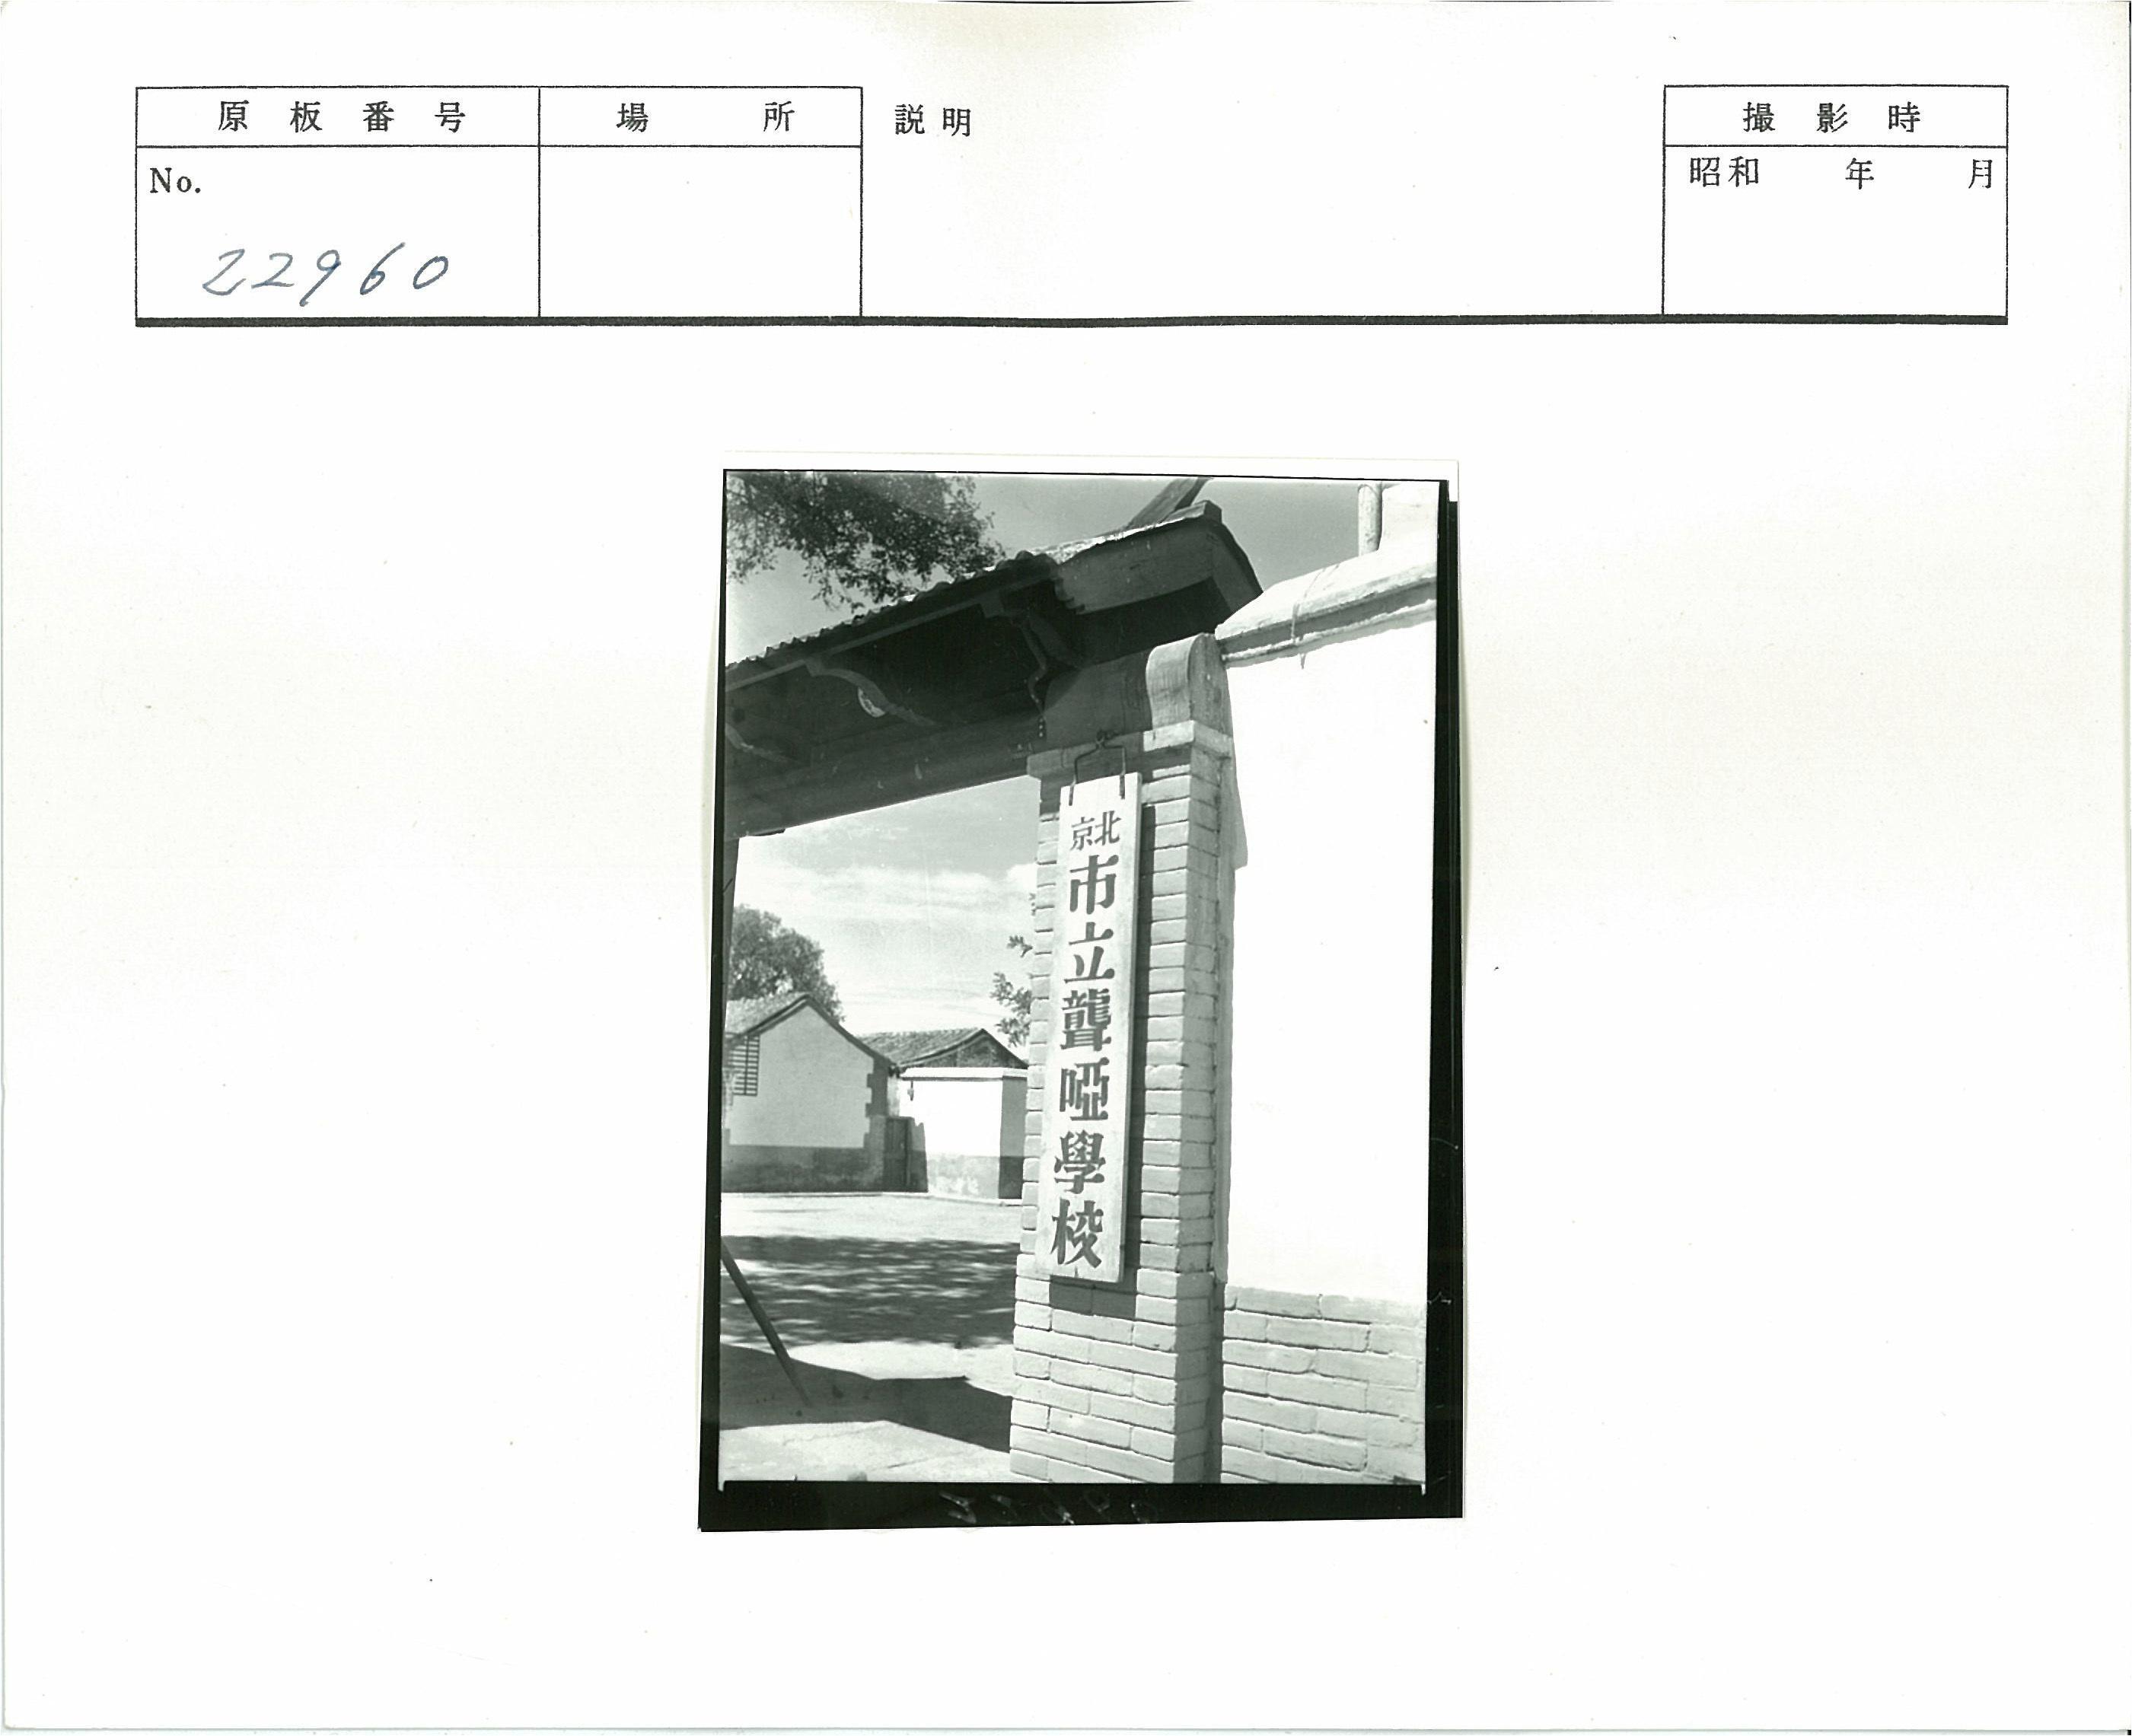 原板番号
場所
説明
撮影時
No.
昭和 年 月
22960
北京
市立聾啞學校